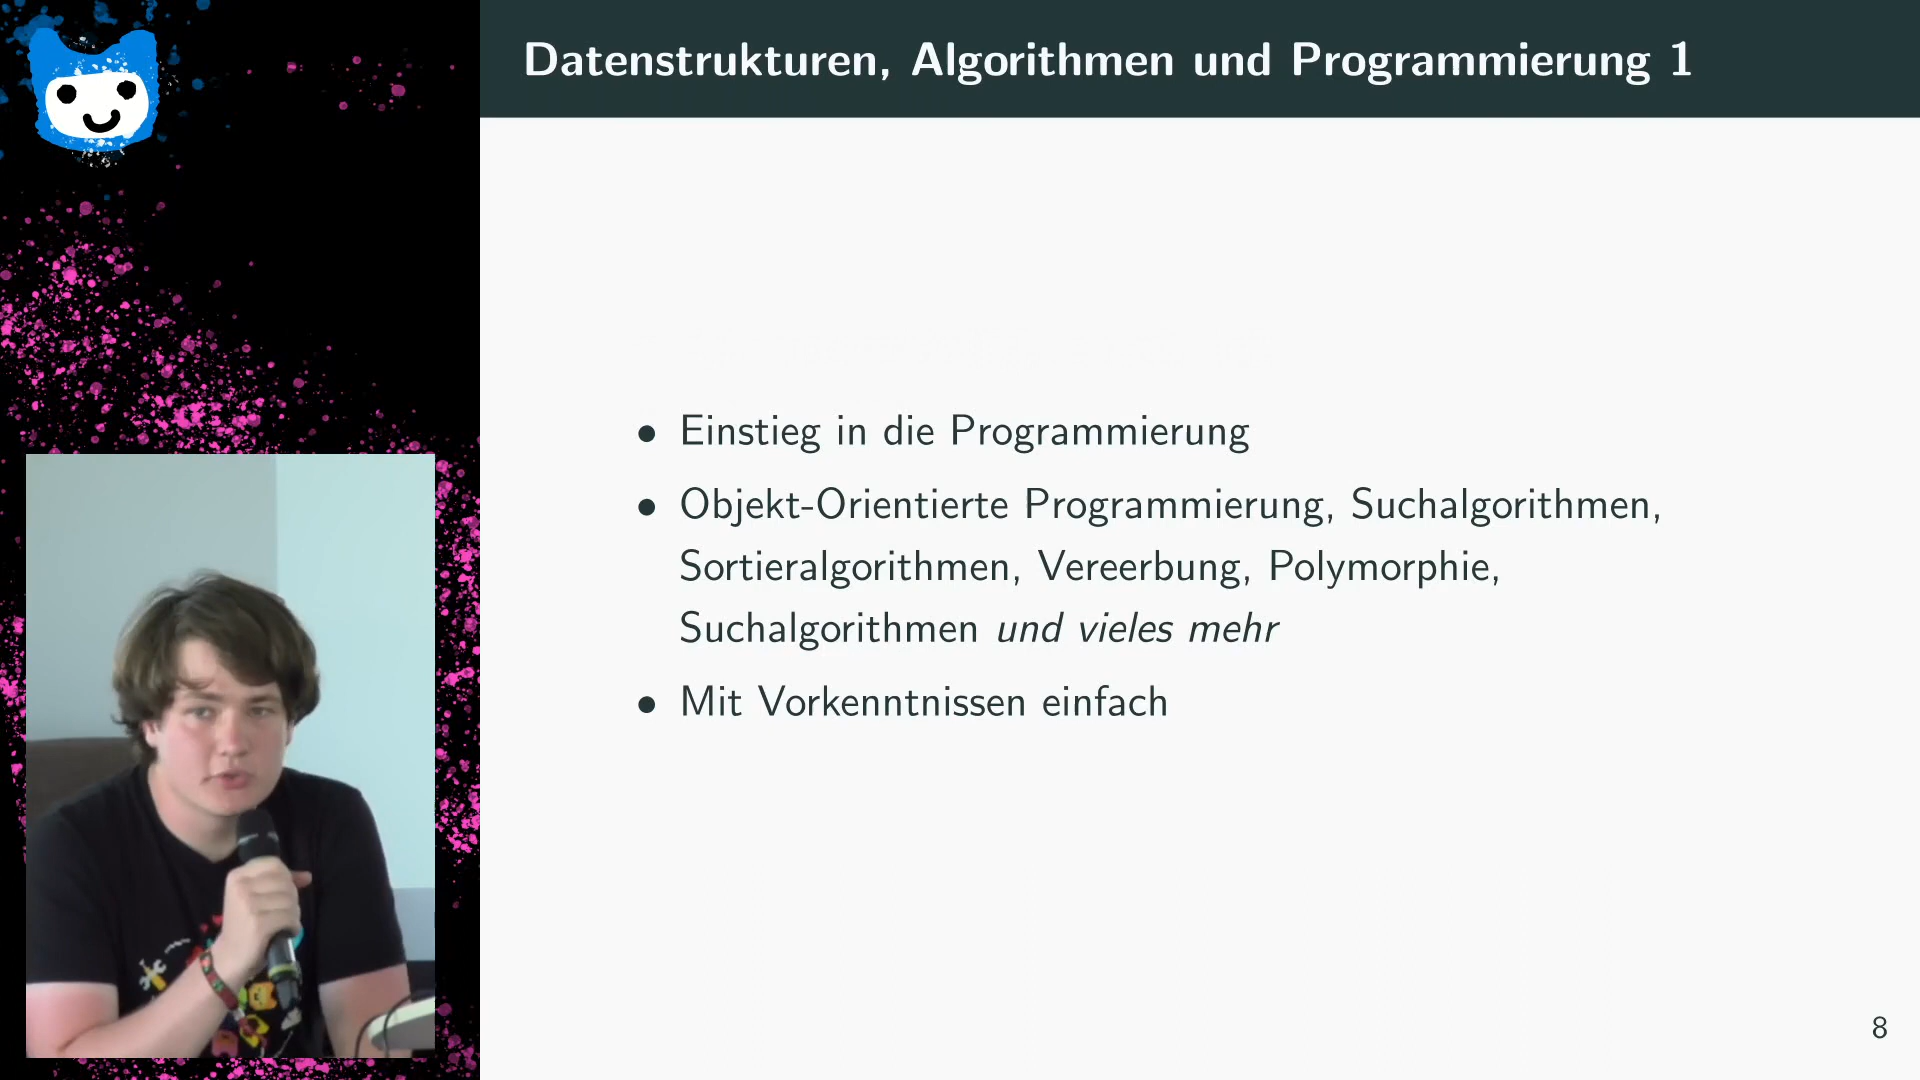 Datenstrukturen, Algorithmen und Programmierung 1
• Einstieg in die Programmierung
• Objekt-Orientierte Programmierung, Suchalgorithmen,
Sortieralgorithmen, Vereerbung, Polymorphie,
Suchalgorithmen und vieles mehr
• Mit Vorkenntnissen einfach
8